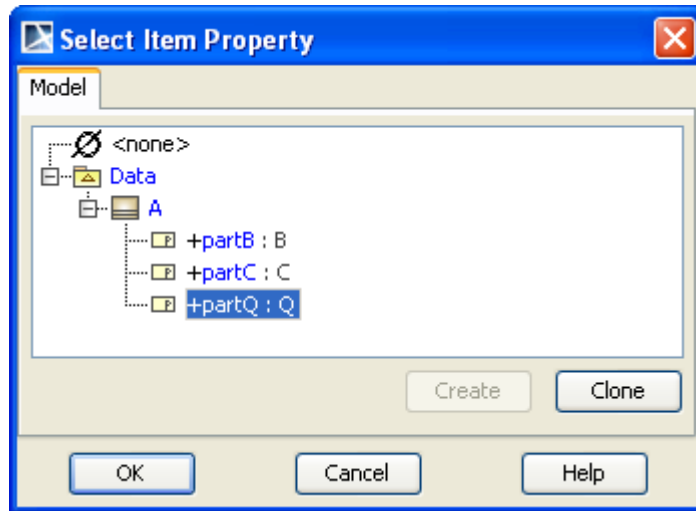 Select Item Property
Model
<none>
Data
A
+partB : B
+partC : C
+partQ : Q
Create
Clone
OK
Cancel
Help